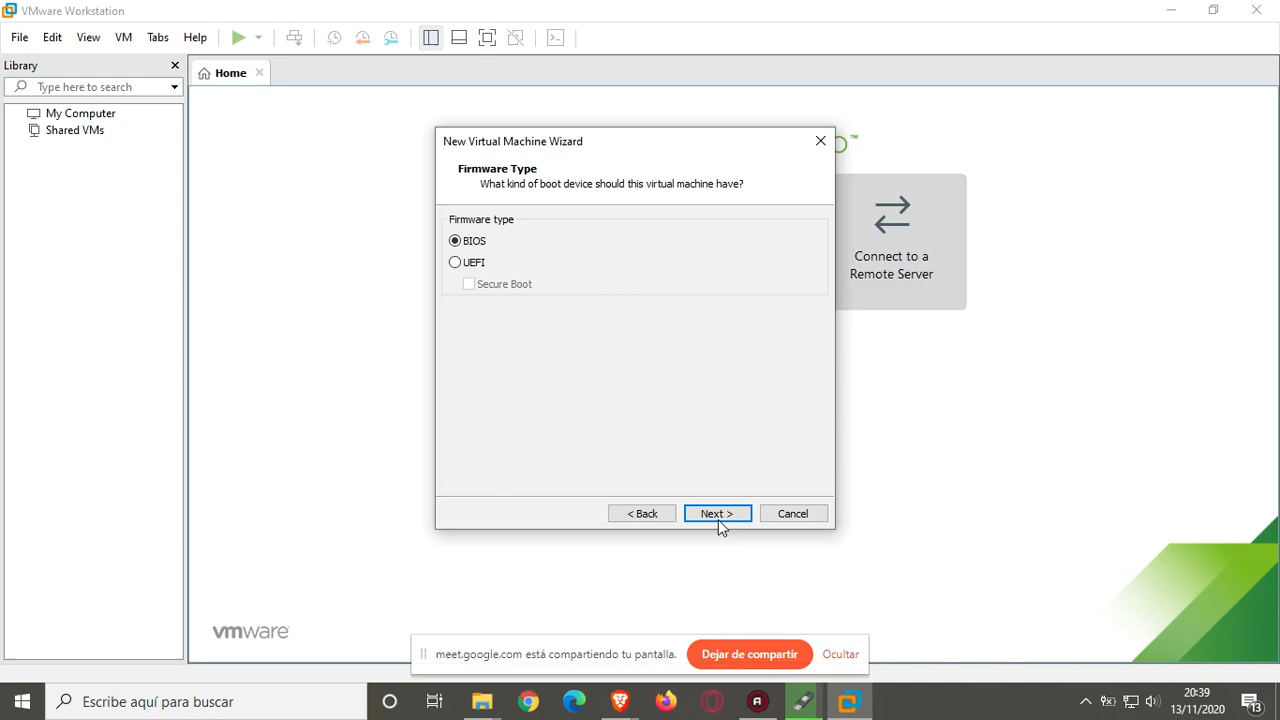 VMware Workstation
File Edit View VM Tabs Help
Library
Home
Type here to search
My Computer
Shared VMs
New Virtual Machine Wizard
™
Firmware Type
What kind of boot device should this virtual machine have?
Firmware type
BIOS
UEFI
Secure Boot
Connect to a
Remote Server
< Back Next > Cancel
vmware
meet.google.com está compartiendo tu pantalla. Dejar de compartir Ocultar
Escribe aquí para buscar
20:39
13/11/2020
13